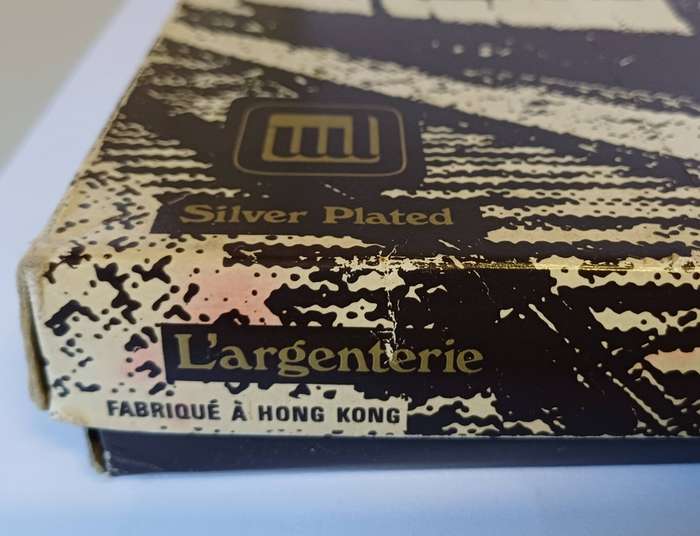 Silver Plated
L'argenterie
FABRIQUÉ À HONG KONG